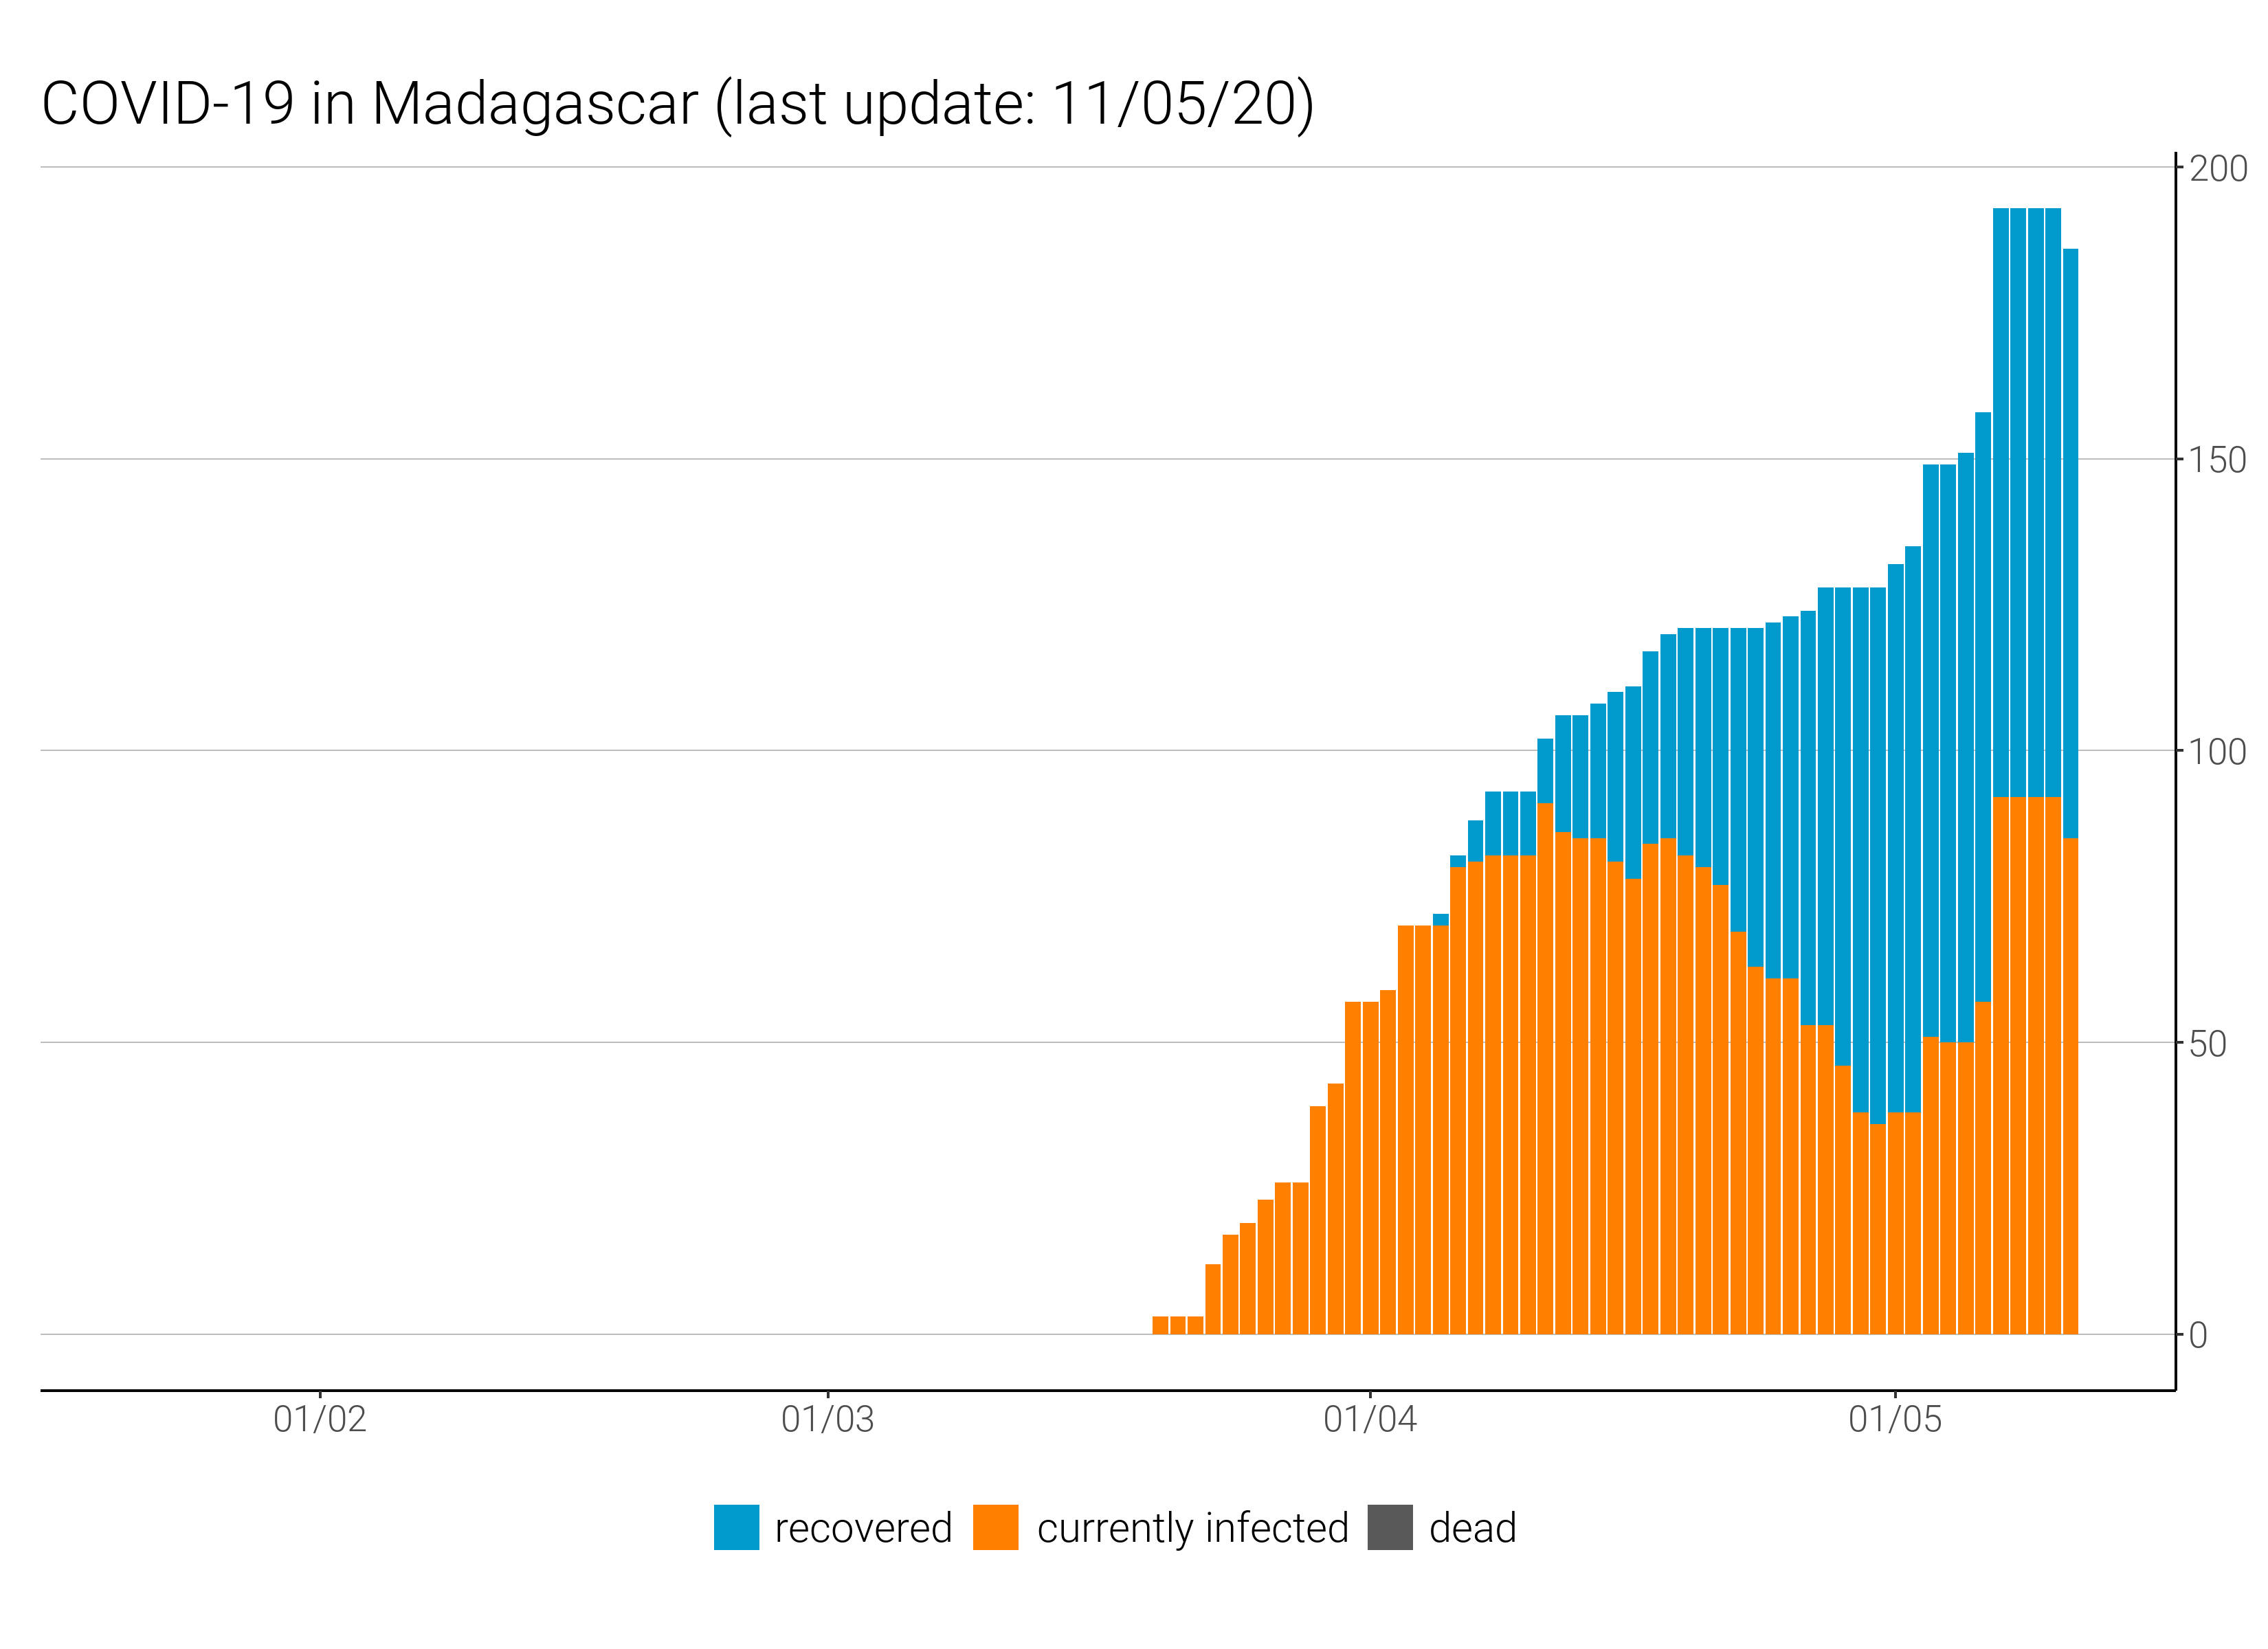 COVID-19 in Madagascar (last update: 11/05/20)
200
150
100
50
0
01/02 01/03 01/04 01/05
recovered currently infected dead